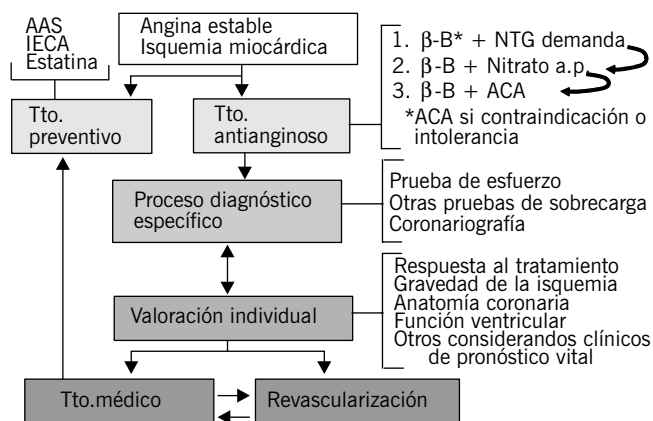 AAS
IECA
Estatina
Angina estable
Isquemia miocárdica
1. β-B* + NTG demanda
2. β-B + Nitrato a.p.
3. β-B + ACA
*ACA si contraindicación o
intolerancia
Tto.
preventivo
Tto.
antianginoso
Proceso diagnóstico
específico
Prueba de esfuerzo
Otras pruebas de sobrecarga
Coronariografía
Valoración individual
Respuesta al tratamiento
Gravedad de la isquemia
Anatomía coronaria
Función ventricular
Otros considerandos clínicos
de pronóstico vital
Tto.médico
Revascularización